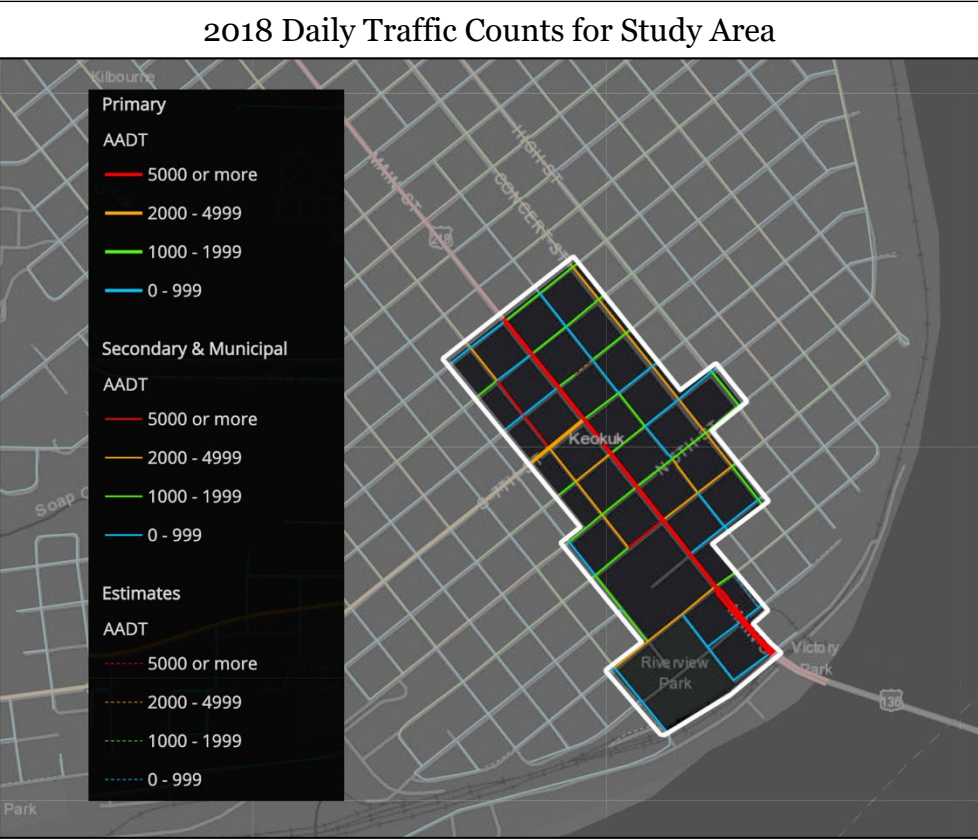 2018 Daily Traffic Counts for Study Area
Kilbourne
Primary
AADT
5000 or more
2000 - 4999
1000 - 1999
0 - 999
Secondary & Municipal
AADT
5000 or more
2000 - 4999
1000 - 1999
0 - 999
Estimates
AADT
5000 or more
2000 - 4999
1000 - 1999
0 - 999
HIGH ST
CONCERT ST
MAIN ST
218
Keokuk
Soap
Riverview
Park
Victory
Park
136
Park